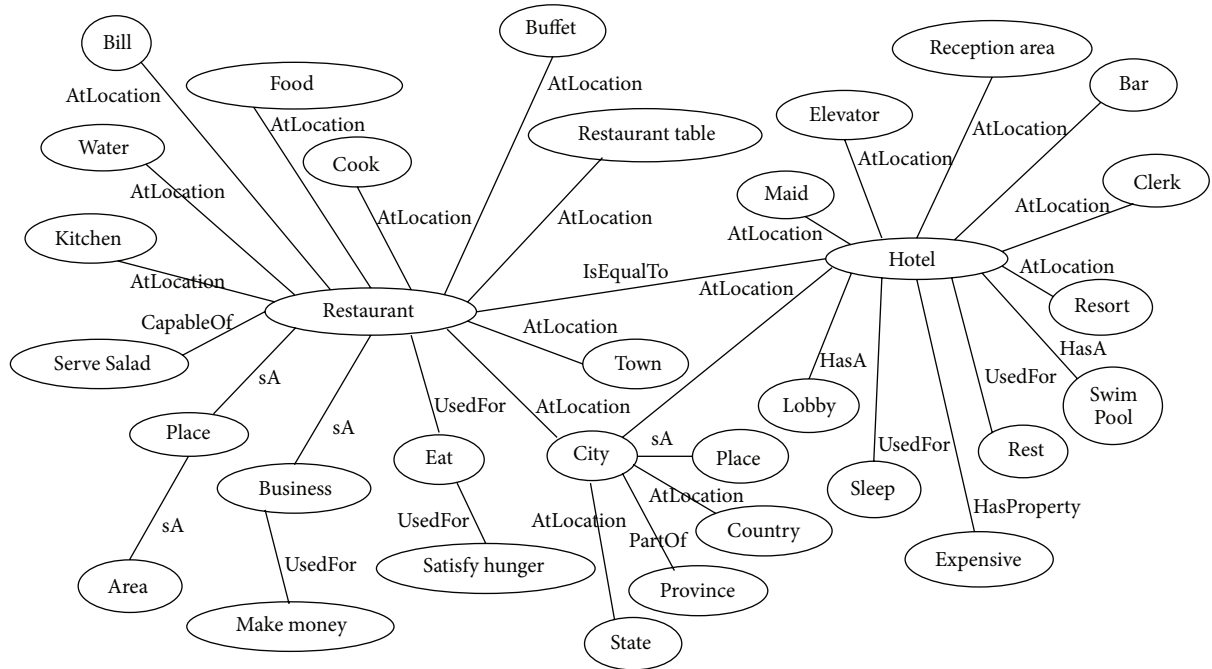 Buffet
Bill
Reception area
Food
AtLocation
Bar
AtLocation
Elevator
AtLocation
AtLocation
Restaurant table
Water
Cook
AtLocation
AtLocation
Clerk
AtLocation
Maid
AtLocation
AtLocation
AtLocation
Kitchen
AtLocation
Hotel
IsEqualTo
AtLocation
AtLocation
AtLocation
Resort
Restaurant
CapableOf
AtLocation
HasA
Serve Salad
Town
HasA
UsedFor
sA
UsedFor
AtLocation
Lobby
Swim
Pool
Place
sA
City
sA
Place
Rest
Eat
UsedFor
Business
Sleep
AtLocation
HasProperty
sA
UsedFor
AtLocation
Country
PartOf
UsedFor
Satisfy hunger
Expensive
Area
Province
Make money
State